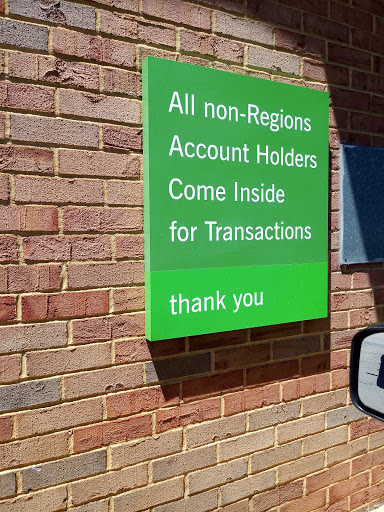 All non-Regions
Account Holders
Come Inside
for Transactions
thank you